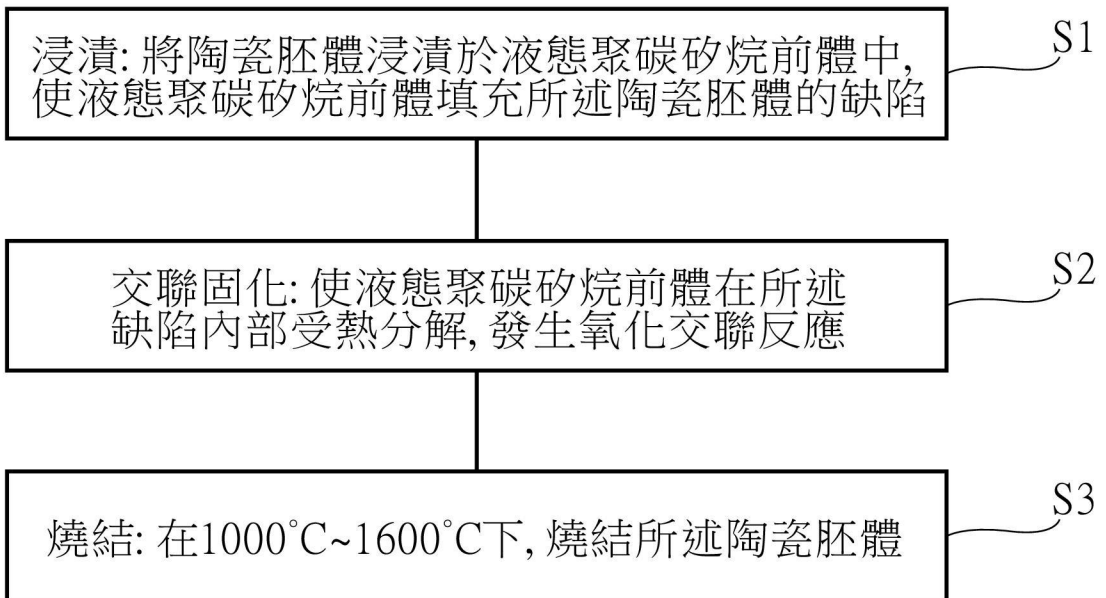 浸漬: 將陶瓷胚體浸漬於液態聚碳矽烷前體中,
使液態聚碳矽烷前體填充所述陶瓷胚體的缺陷
S1
交聯固化: 使液態聚碳矽烷前體在所述
缺陷內部受熱分解, 發生氧化交聯反應
S2
燒結: 在1000°C~1600°C下, 燒結所述陶瓷胚體
S3